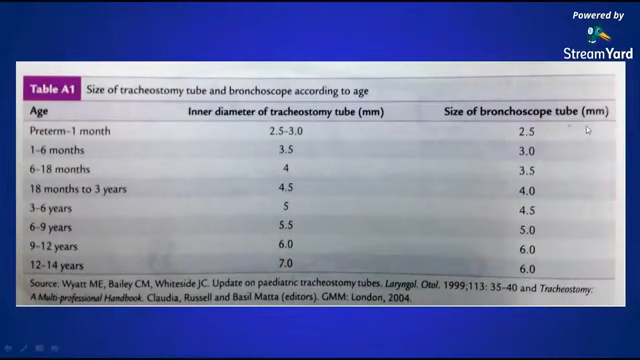 Powered by
StreamYard
Table A1 Size of tracheostomy tube and bronchoscope according to age
Age Inner diameter of tracheostomy tube (mm) Size of bronchoscope tube (mm)
Preterm–1 month 2.5–3.0 2.5
1–6 months 3.5 3.0
6–18 months 4 3.5
18 months to 3 years 4.5 4.0
3–6 years 5 4.5
6–9 years 5.5 5.0
9–12 years 6.0 6.0
12–14 years 7.0 6.0
Source: Wyatt ME, Bailey CM, Whiteside JC. Update on paediatric tracheostomy tubes. Laryngol. Otol. 1999;113: 35-40 and Tracheostomy:
A Multi-professional Handbook. Claudia, Russell and Basil Matta (editors). GMM: London, 2004.